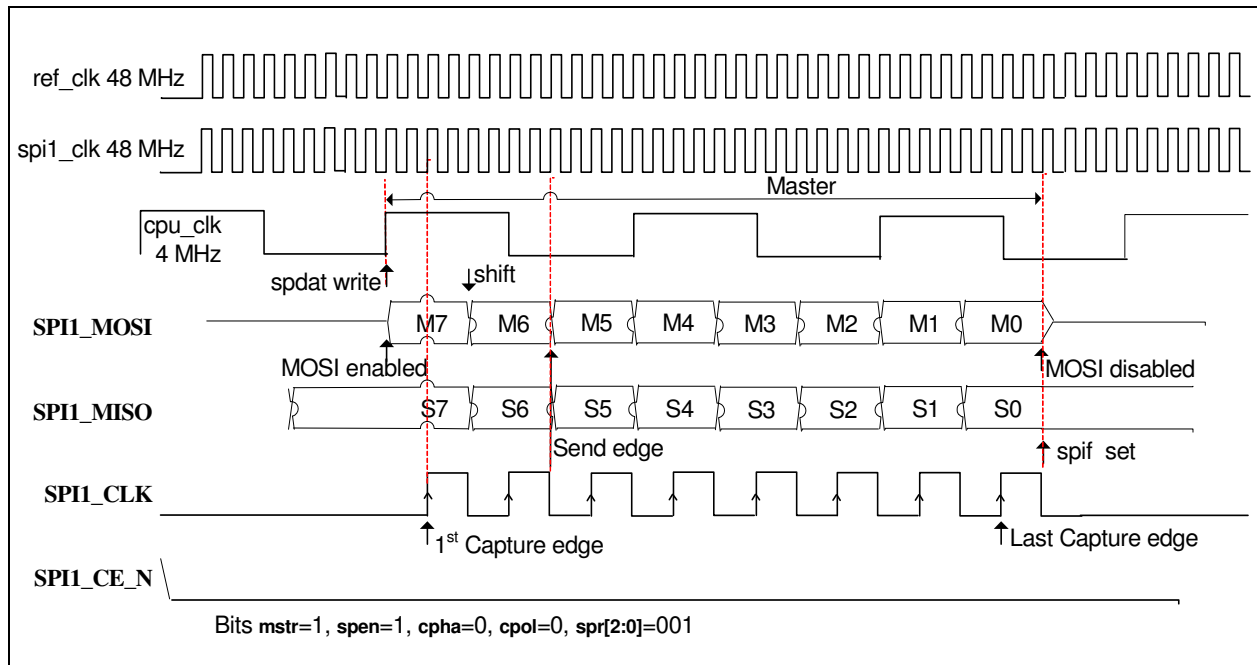 ref_clk 48 MHz
spi1_clk 48 MHz
Master
cpu_clk
4 MHz
spdat write
shift
SPI1_MOSI
M7 M6 M5 M4 M3 M2 M1 M0
MOSI enabled
MOSI disabled
SPI1_MISO
S7 S6 S5 S4 S3 S2 S1 S0
Send edge
spif set
SPI1_CLK
1st Capture edge
Last Capture edge
SPI1_CE_N
Bits mstr=1, spen=1, cpha=0, cpol=0, spr[2:0]=001